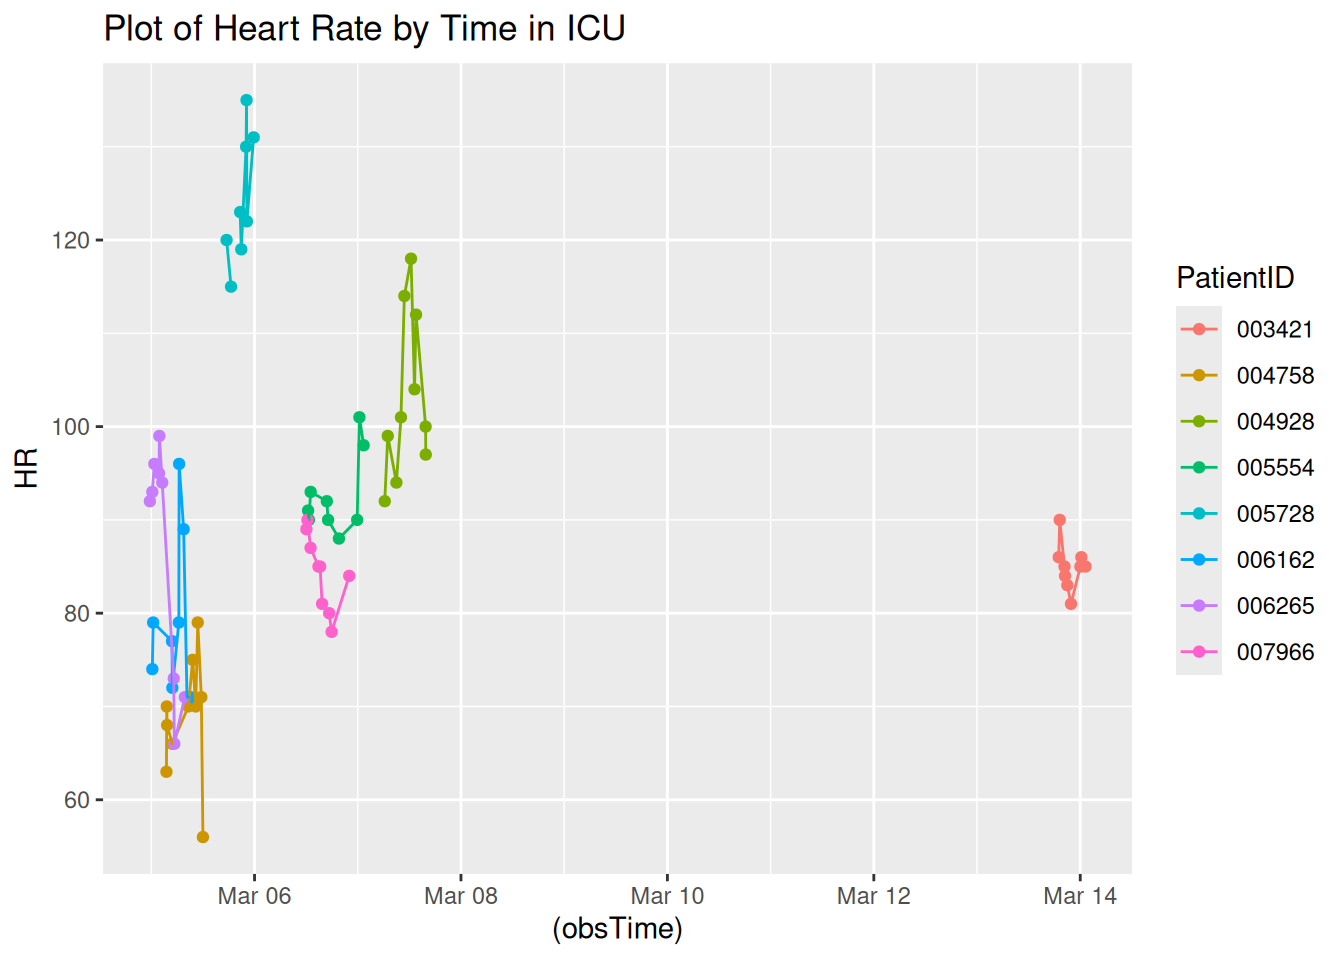 Plot of Heart Rate by Time in ICU
HR
120
100
80
60
Mar 06
Mar 08
Mar 10
Mar 12
Mar 14
(obsTime)
PatientID
003421
004758
004928
005554
005728
006162
006265
007966